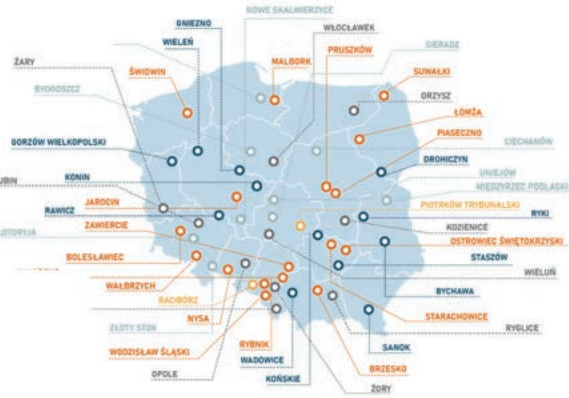 NOWE SKALMIERZYCE
GNIEZNO
WŁOCŁAWEK
WIELEŃ
PRUSZKÓW
SIERADZ
ŻARY
MALBORK
ŚWIDWIN
SUWAŁKI
BYDGOSZCZ
ORZYSZ
ŁOMŻA
PIASECZNO
GORZÓW WIELKOPOLSKI
CIECHANÓW
DROHICZYN
UNIEJÓW
UBIN
KONIN
MIĘDZYRZEC PODLASKI
JAROCIN
PIOTRKÓW TRYBUNALSKI
RAWICZ
RYKI
ZAWIERCIE
KOZIENICE
OTORYJA
OSTROWIEC ŚWIĘTOKRZYSKI
BOLESŁAWIEC
STASZÓW
WIELUŃ
WAŁBRZYCH
BYCHAWA
RACIBÓRZ
NYSA
STARACHOWICE
ZŁOTY STOK
RYGLICE
RYBNIK
SANOK
WODZISŁAW ŚLĄSKI
WADOWICE
BRZESKO
OPOLE
KOŃSKIE
ŻORY